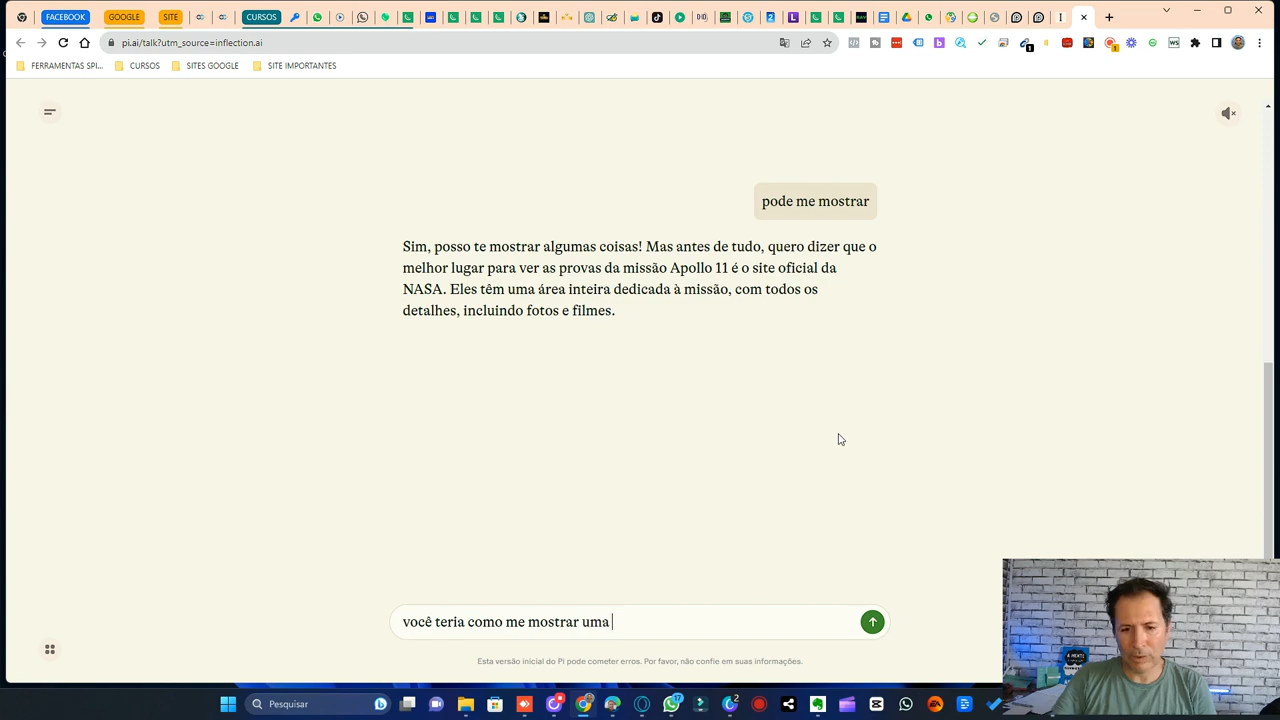 FACEBOOK
GOOGLE
SITE
CURSOS
pi.ai/talk?utm_source=inflection.ai
FERRAMENTAS SPI...
CURSOS
SITES GOOGLE
SITE IMPORTANTES
pode me mostrar
Sim, posso te mostrar algumas coisas! Mas antes de tudo, quero dizer que o
melhor lugar para ver as provas da missão Apollo 11 é o site oficial da
NASA. Eles têm uma área inteira dedicada à missão, com todos os
detalhes, incluindo fotos e filmes.
você teria como me mostrar uma
Esta versão inicial do Pi pode cometer erros. Por favor, não confie em suas informações.
A MENTE
Pesquisar
17
2